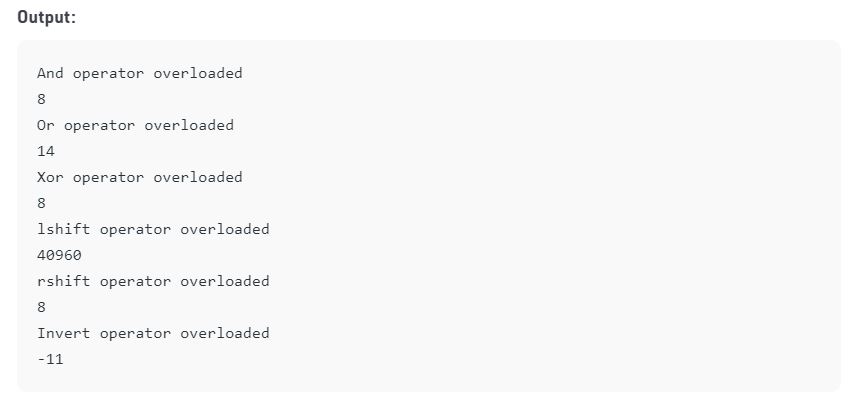 Output:
And operator overloaded
8
Or operator overloaded
14
Xor operator overloaded
8
lshift operator overloaded
40960
rshift operator overloaded
8
Invert operator overloaded
-11